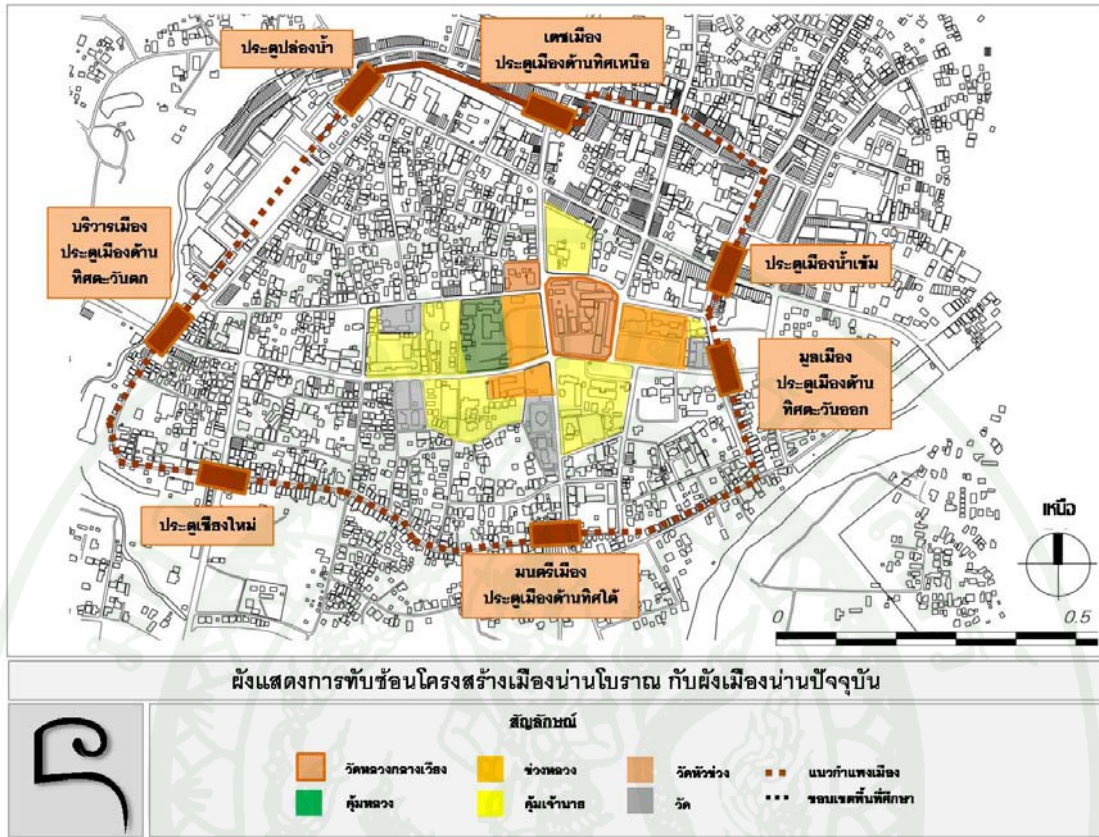 ประตูปล่องน้ำ
เดชเมือง
ประตูเมืองด้านทิศเหนือ
บริวารเมือง
ประตูเมืองด้าน
ทิศตะวันตก
ประตูเมืองน้ำเข้ม
มูลเมือง
ประตูเมืองด้าน
ทิศตะวันออก
ประตูเชียงใหม่
มนตรีเมือง
ประตูเมืองด้านทิศใต้
เหนือ
0 0.5
ผังแสดงการทับซ้อนโครงสร้างเมืองน่านโบราณ กับผังเมืองน่านปัจจุบัน
สัญลักษณ์
วัดหลวงกลางเวียง ข่วงหลวง วัดหัวข่วง แนวกำแพงเมือง
คุ้มหลวง คุ้มเจ้านาย วัด ขอบเขตพื้นที่ศึกษา